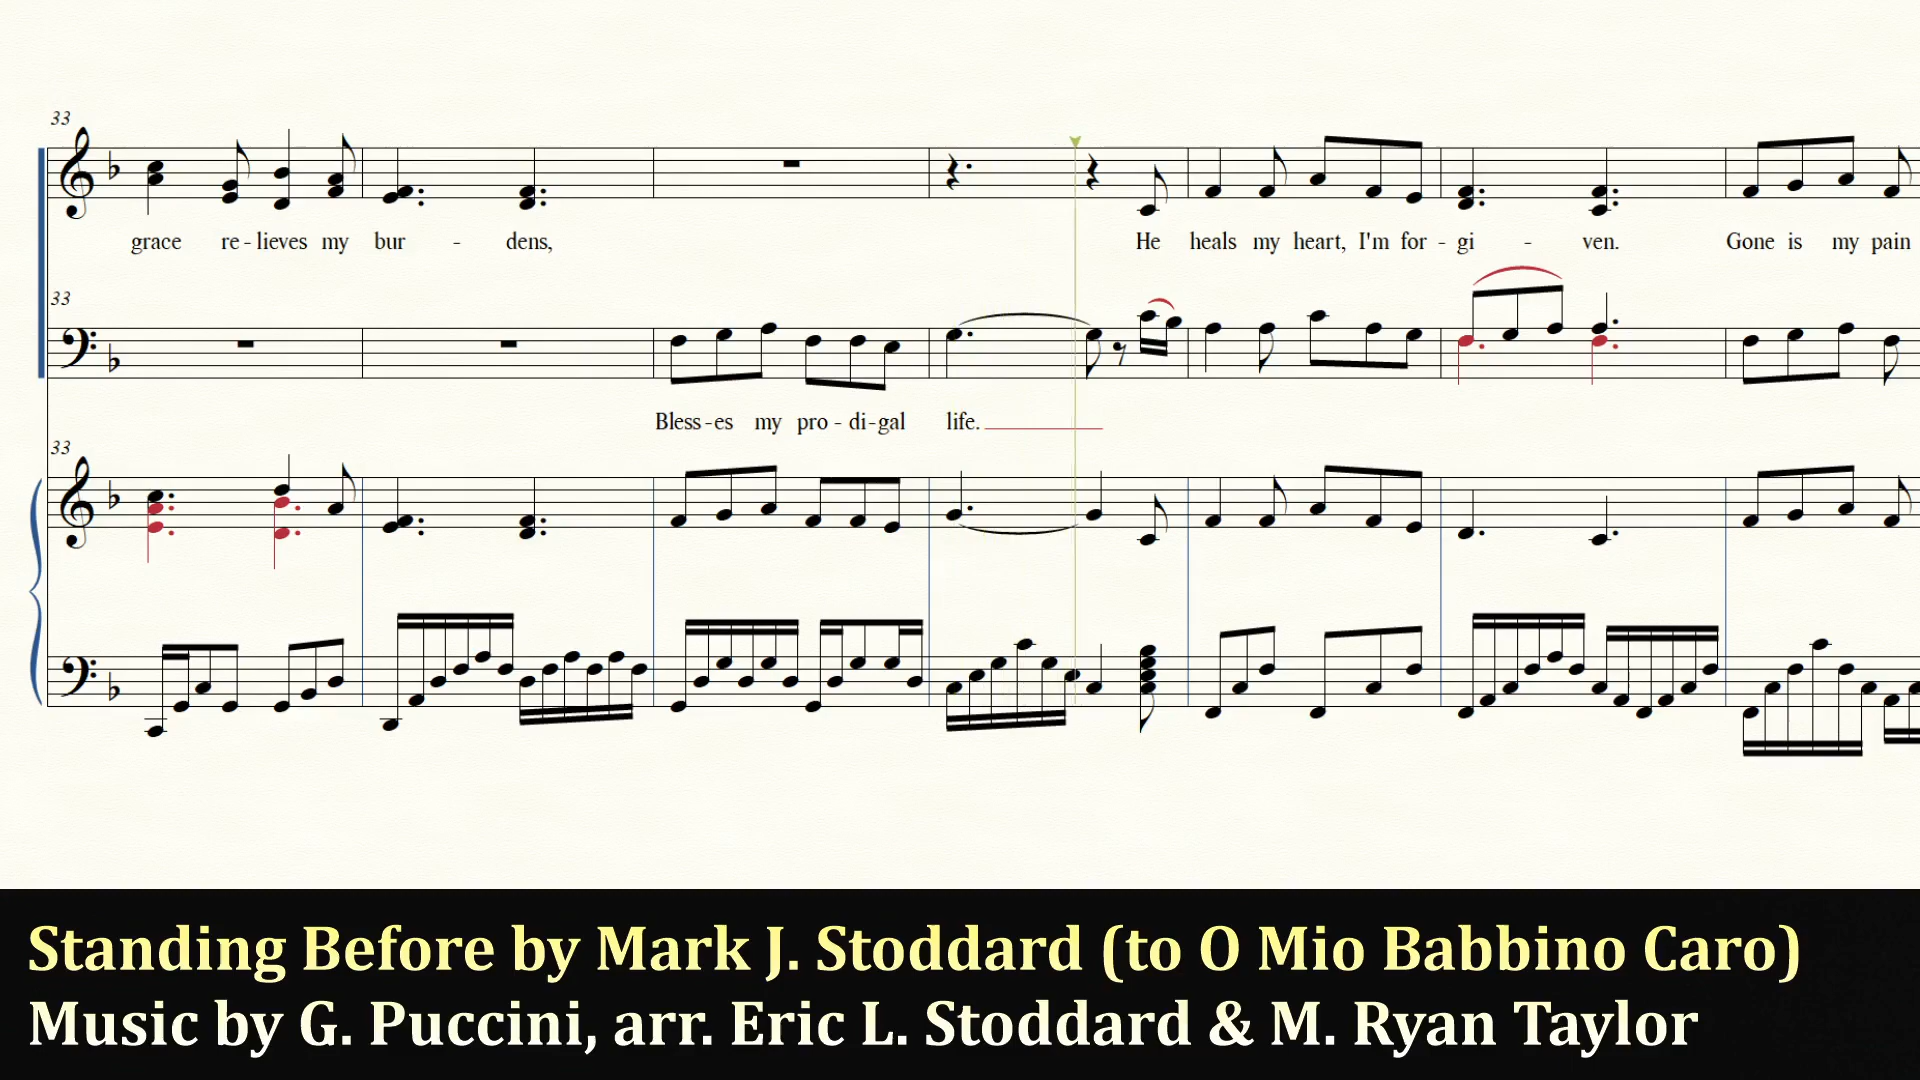 33
grace re - lieves my bur - dens, He heals my heart, I'm for - gi - ven. Gone is my pain
33
Bless - es my pro - di - gal life.
33
Standing Before by Mark J. Stoddard (to O Mio Babbino Caro)
Music by G. Puccini, arr. Eric L. Stoddard & M. Ryan Taylor